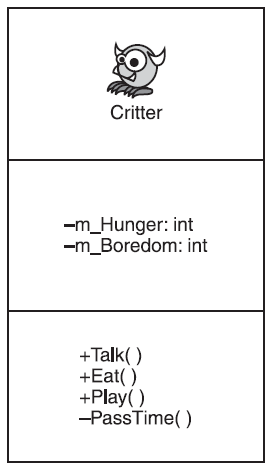 Critter
–m_Hunger: int
–m_Boredom: int
+Talk( )
+Eat( )
+Play( )
–PassTime( )